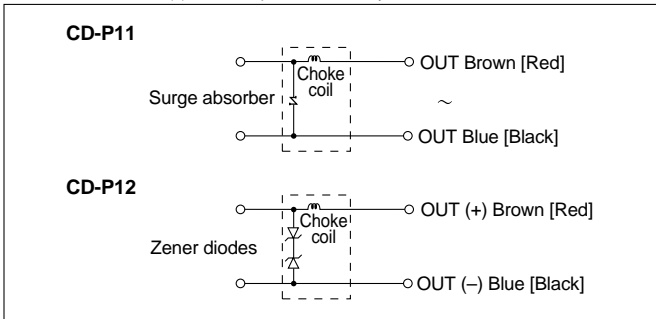 CD-P11
OUT Brown [Red]
Choke
coil
Surge absorber
~
OUT Blue [Black]
CD-P12
OUT (+) Brown [Red]
Choke
coil
Zener diodes
OUT (–) Blue [Black]